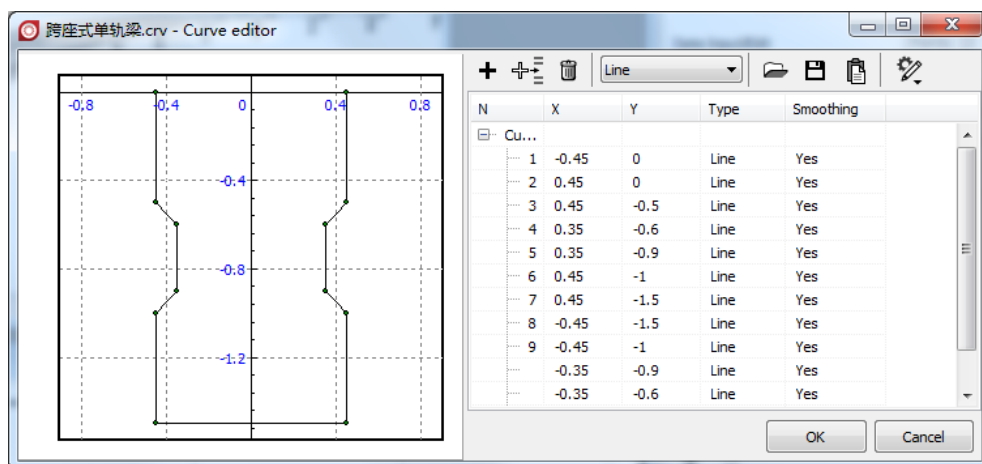 跨座式单轨梁.crv - Curve editor
Line
-0,8 -0,4 0 0,4 0,8
-0,4
-0,8
-1,2
N X Y Type Smoothing
Cu...
1 -0.45 0 Line Yes
2 0.45 0 Line Yes
3 0.45 -0.5 Line Yes
4 0.35 -0.6 Line Yes
5 0.35 -0.9 Line Yes
6 0.45 -1 Line Yes
7 0.45 -1.5 Line Yes
8 -0.45 -1.5 Line Yes
9 -0.45 -1 Line Yes
-0.35 -0.9 Line Yes
-0.35 -0.6 Line Yes
OK Cancel